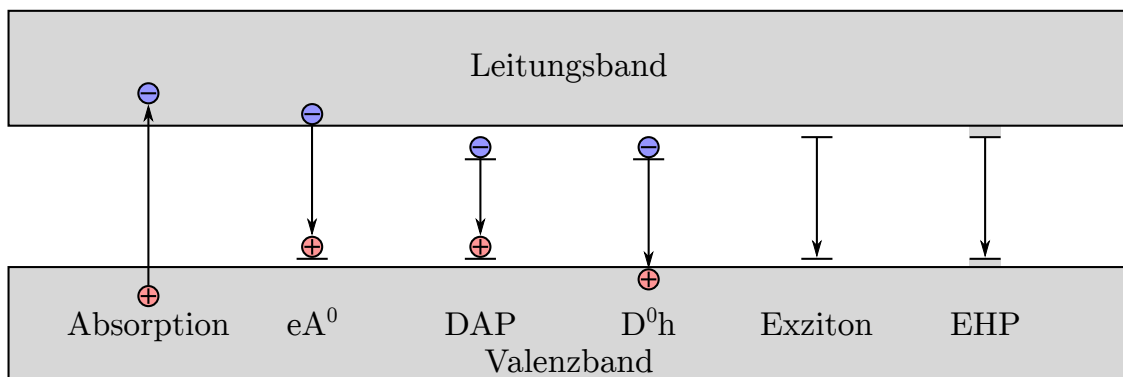 Leitungsband
Absorption eA⁰ DAP D⁰h Exziton EHP
Valenzband